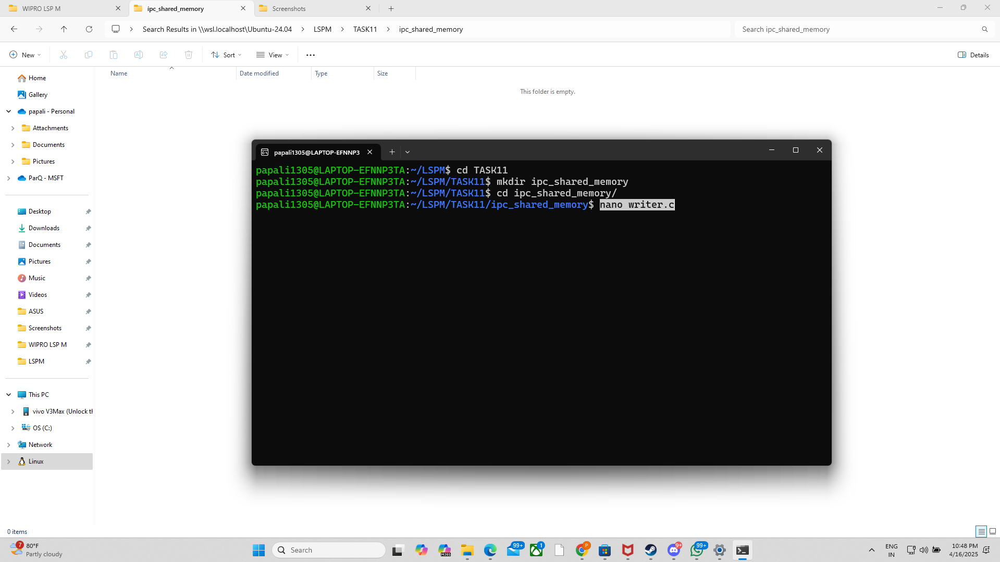 WIPRO LSP M
ipc_shared_memory
Screenshots
Search Results in \\wsl.localhost\Ubuntu-24.04 > LSPM > TASK11 > ipc_shared_memory
Search ipc_shared_memory
New
Sort
View
Details
Name
Date modified
Type
Size
This folder is empty.
Home
Gallery
papali - Personal
Attachments
Documents
Pictures
ParQ - MSFT
Desktop
Downloads
Documents
Pictures
Music
Videos
ASUS
Screenshots
WIPRO LSP M
LSPM
This PC
vivo V3Max (Unlock th
OS (C:)
Network
Linux
papali1305@LAPTOP-EFNNP3
papali1305@LAPTOP-EFNNP3TA:~/LSPM$ cd TASK11
papali1305@LAPTOP-EFNNP3TA:~/LSPM/TASK11$ mkdir ipc_shared_memory
papali1305@LAPTOP-EFNNP3TA:~/LSPM/TASK11$ cd ipc_shared_memory/
papali1305@LAPTOP-EFNNP3TA:~/LSPM/TASK11/ipc_shared_memory$ nano writer.c
0 items
7
80°F
Partly cloudy
Search
M365
99+
1
P
9+
99+
ENG
IN
10:48 PM
4/16/2025